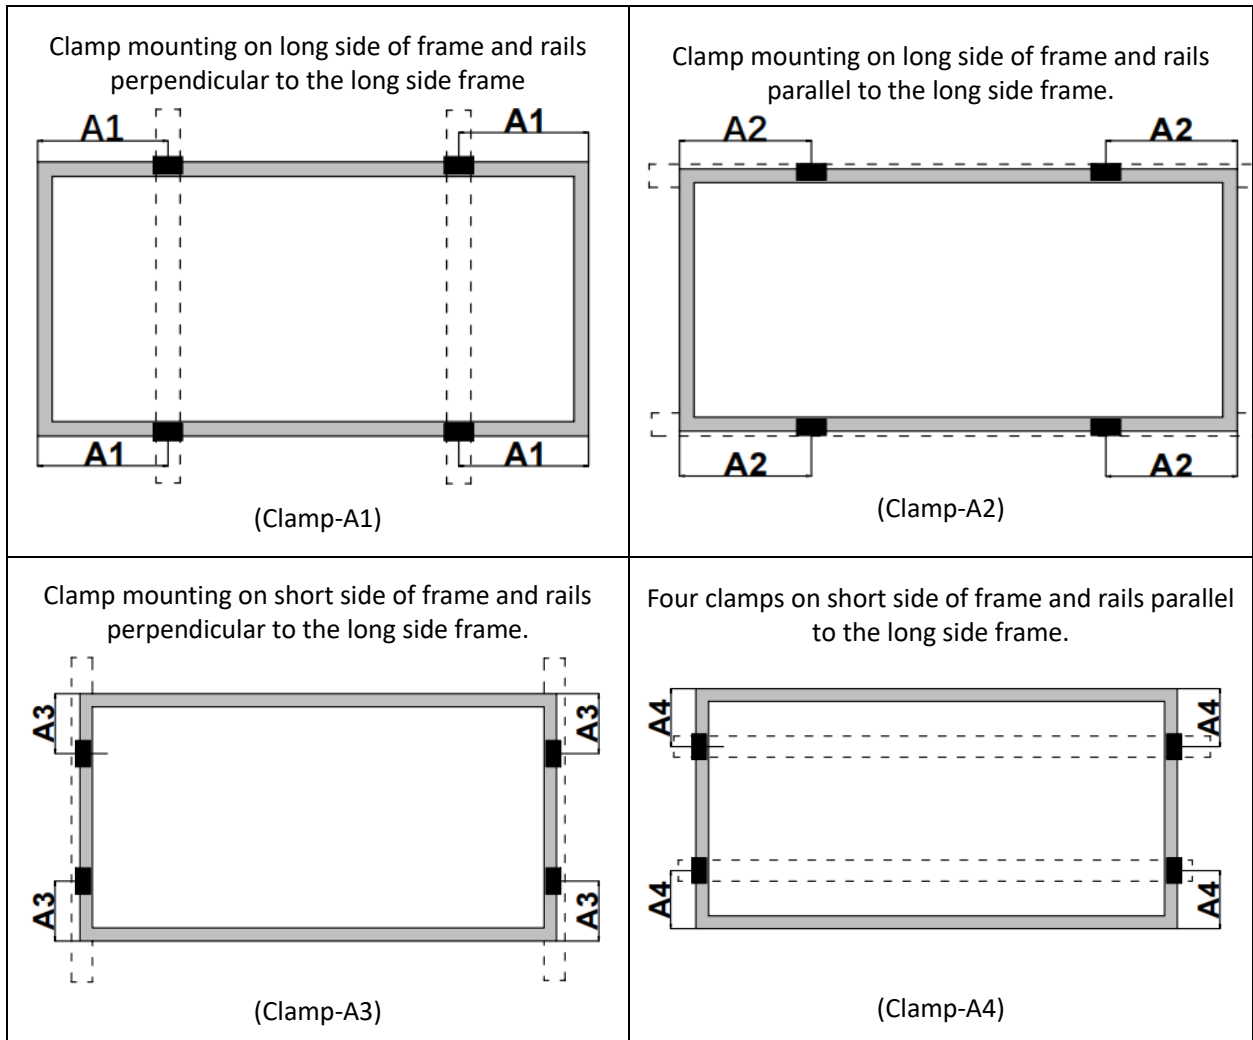 Clamp mounting on long side of frame and rails
perpendicular to the long side frame
A1
A1
A1
A1
(Clamp-A1)
Clamp mounting on long side of frame and rails
parallel to the long side frame.
A2
A2
A2
A2
(Clamp-A2)
Clamp mounting on short side of frame and rails
perpendicular to the long side frame.
A3
A3
A3
A3
(Clamp-A3)
Four clamps on short side of frame and rails parallel
to the long side frame.
A4
A4
A4
A4
(Clamp-A4)